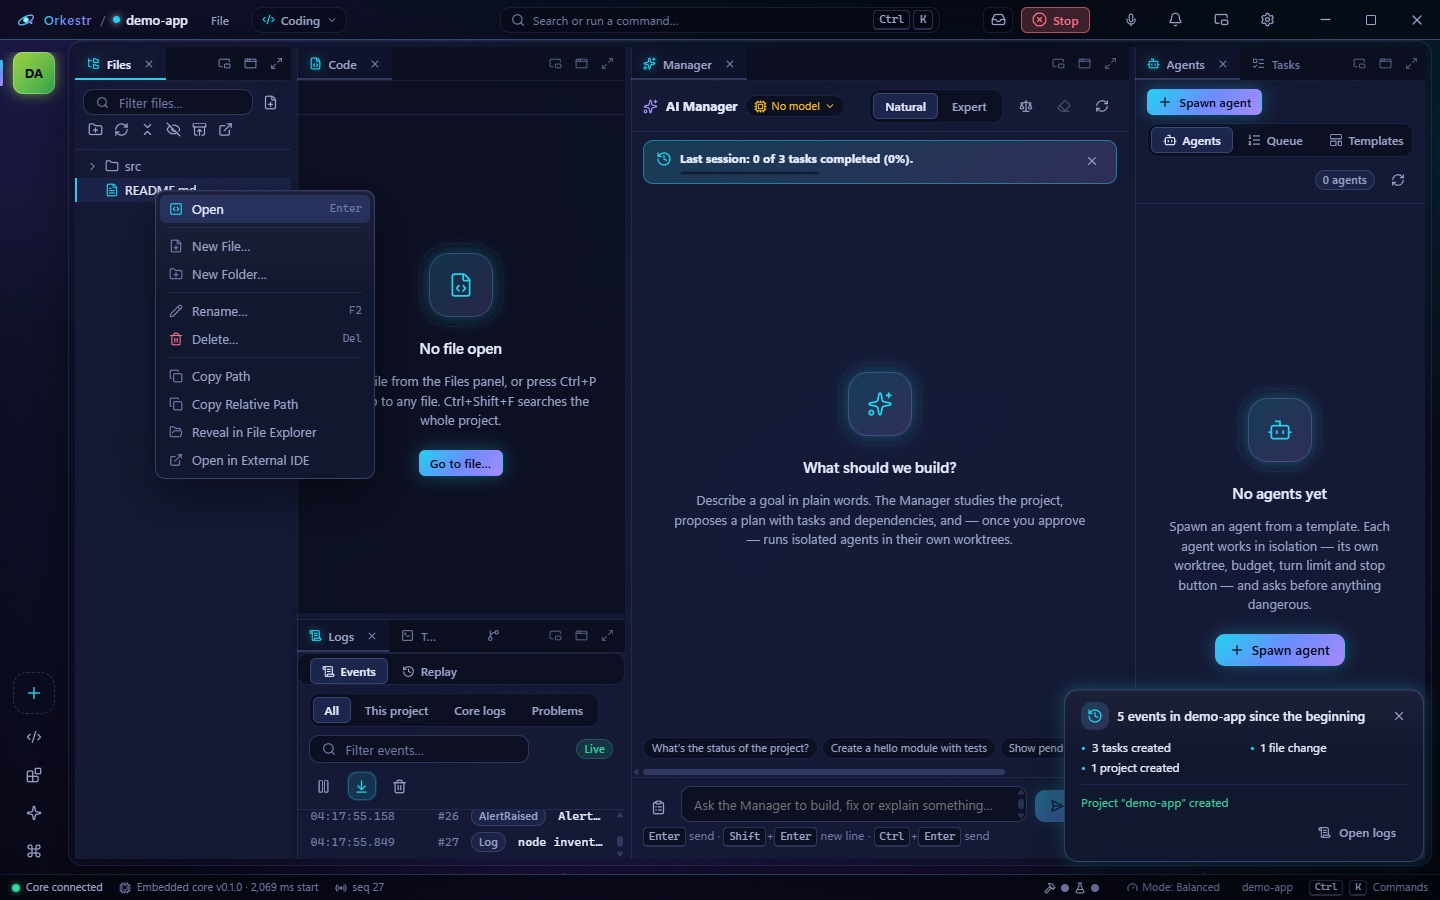 Orkestr / demo-app File Coding
Search or run a command... Ctrl K
Stop
DA
Files
Filter files...
src
README.md
Open Enter
New File...
New Folder...
Rename... F2
Delete... Del
Copy Path
Copy Relative Path
Reveal in File Explorer
Open in External IDE
Code
No file open
file from the Files panel, or press Ctrl+P
to any file. Ctrl+Shift+F searches the
whole project.
Go to file...
Logs T...
Events Replay
All This project Core logs Problems
Filter events... Live
04:17:55.158 #26 AlertRaised Alert...
04:17:55.849 #27 Log node invent...
Manager
AI Manager No model Natural Expert
Last session: 0 of 3 tasks completed (0%).
What should we build?
Describe a goal in plain words. The Manager studies the project,
proposes a plan with tasks and dependencies, and — once you approve
— runs isolated agents in their own worktrees.
What's the status of the project? Create a hello module with tests Show pend
Ask the Manager to build, fix or explain something...
Enter send · Shift + Enter new line · Ctrl + Enter send
Agents Tasks
Spawn agent
Agents Queue Templates
0 agents
No agents yet
Spawn an agent from a template. Each
agent works in isolation — its own
worktree, budget, turn limit and stop
button — and asks before anything
dangerous.
Spawn agent
5 events in demo-app since the beginning
• 3 tasks created • 1 file change
• 1 project created
Project “demo-app” created
Open logs
Core connected Embedded core v0.1.0 · 2,069 ms start seq 27
Mode: Balanced demo-app Ctrl K Commands